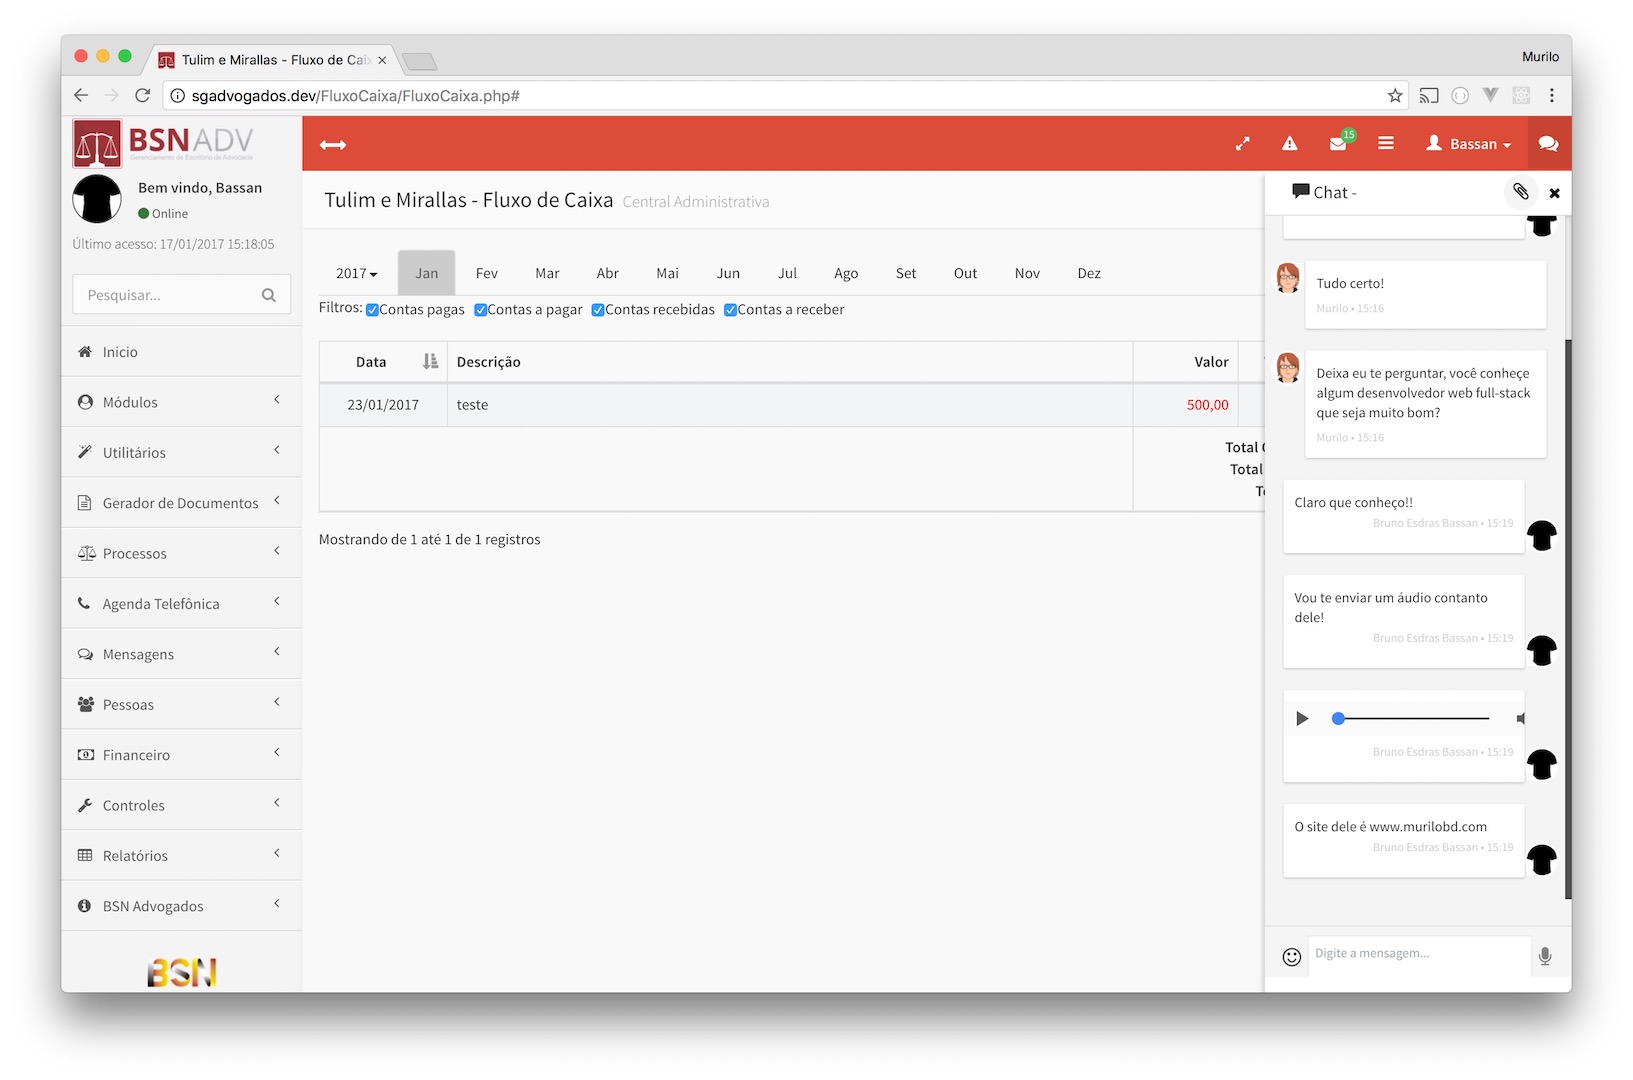 Tulim e Mirallas - Fluxo de Caix
Murilo
sgadvogados.dev/FluxoCaixa/FluxoCaixa.php#
BSNADV
Gerenciamento de Escritório de Advocacia
Bem vindo, Bassan
Online
Último acesso: 17/01/2017 15:18:05
Pesquisar...
Inicio
Módulos
Utilitários
Gerador de Documentos
Processos
Agenda Telefônica
Mensagens
Pessoas
Financeiro
Controles
Relatórios
BSN Advogados
BSN
15
Bassan
Tulim e Mirallas - Fluxo de Caixa Central Administrativa
2017 Jan Fev Mar Abr Mai Jun Jul Ago Set Out Nov Dez
Filtros: Contas pagas Contas a pagar Contas recebidas Contas a receber
Data Descrição Valor
23/01/2017 teste 500,00
Total
Total
Mostrando de 1 até 1 de 1 registros
Chat -
Tudo certo!
Murilo • 15:16
Deixa eu te perguntar, você conheçe
algum desenvolvedor web full-stack
que seja muito bom?
Murilo • 15:16
Claro que conheço!!
Bruno Esdras Bassan • 15:19
Vou te enviar um áudio contanto
dele!
Bruno Esdras Bassan • 15:19
Bruno Esdras Bassan • 15:19
O site dele é www.murilobd.com
Bruno Esdras Bassan • 15:19
Digite a mensagem...